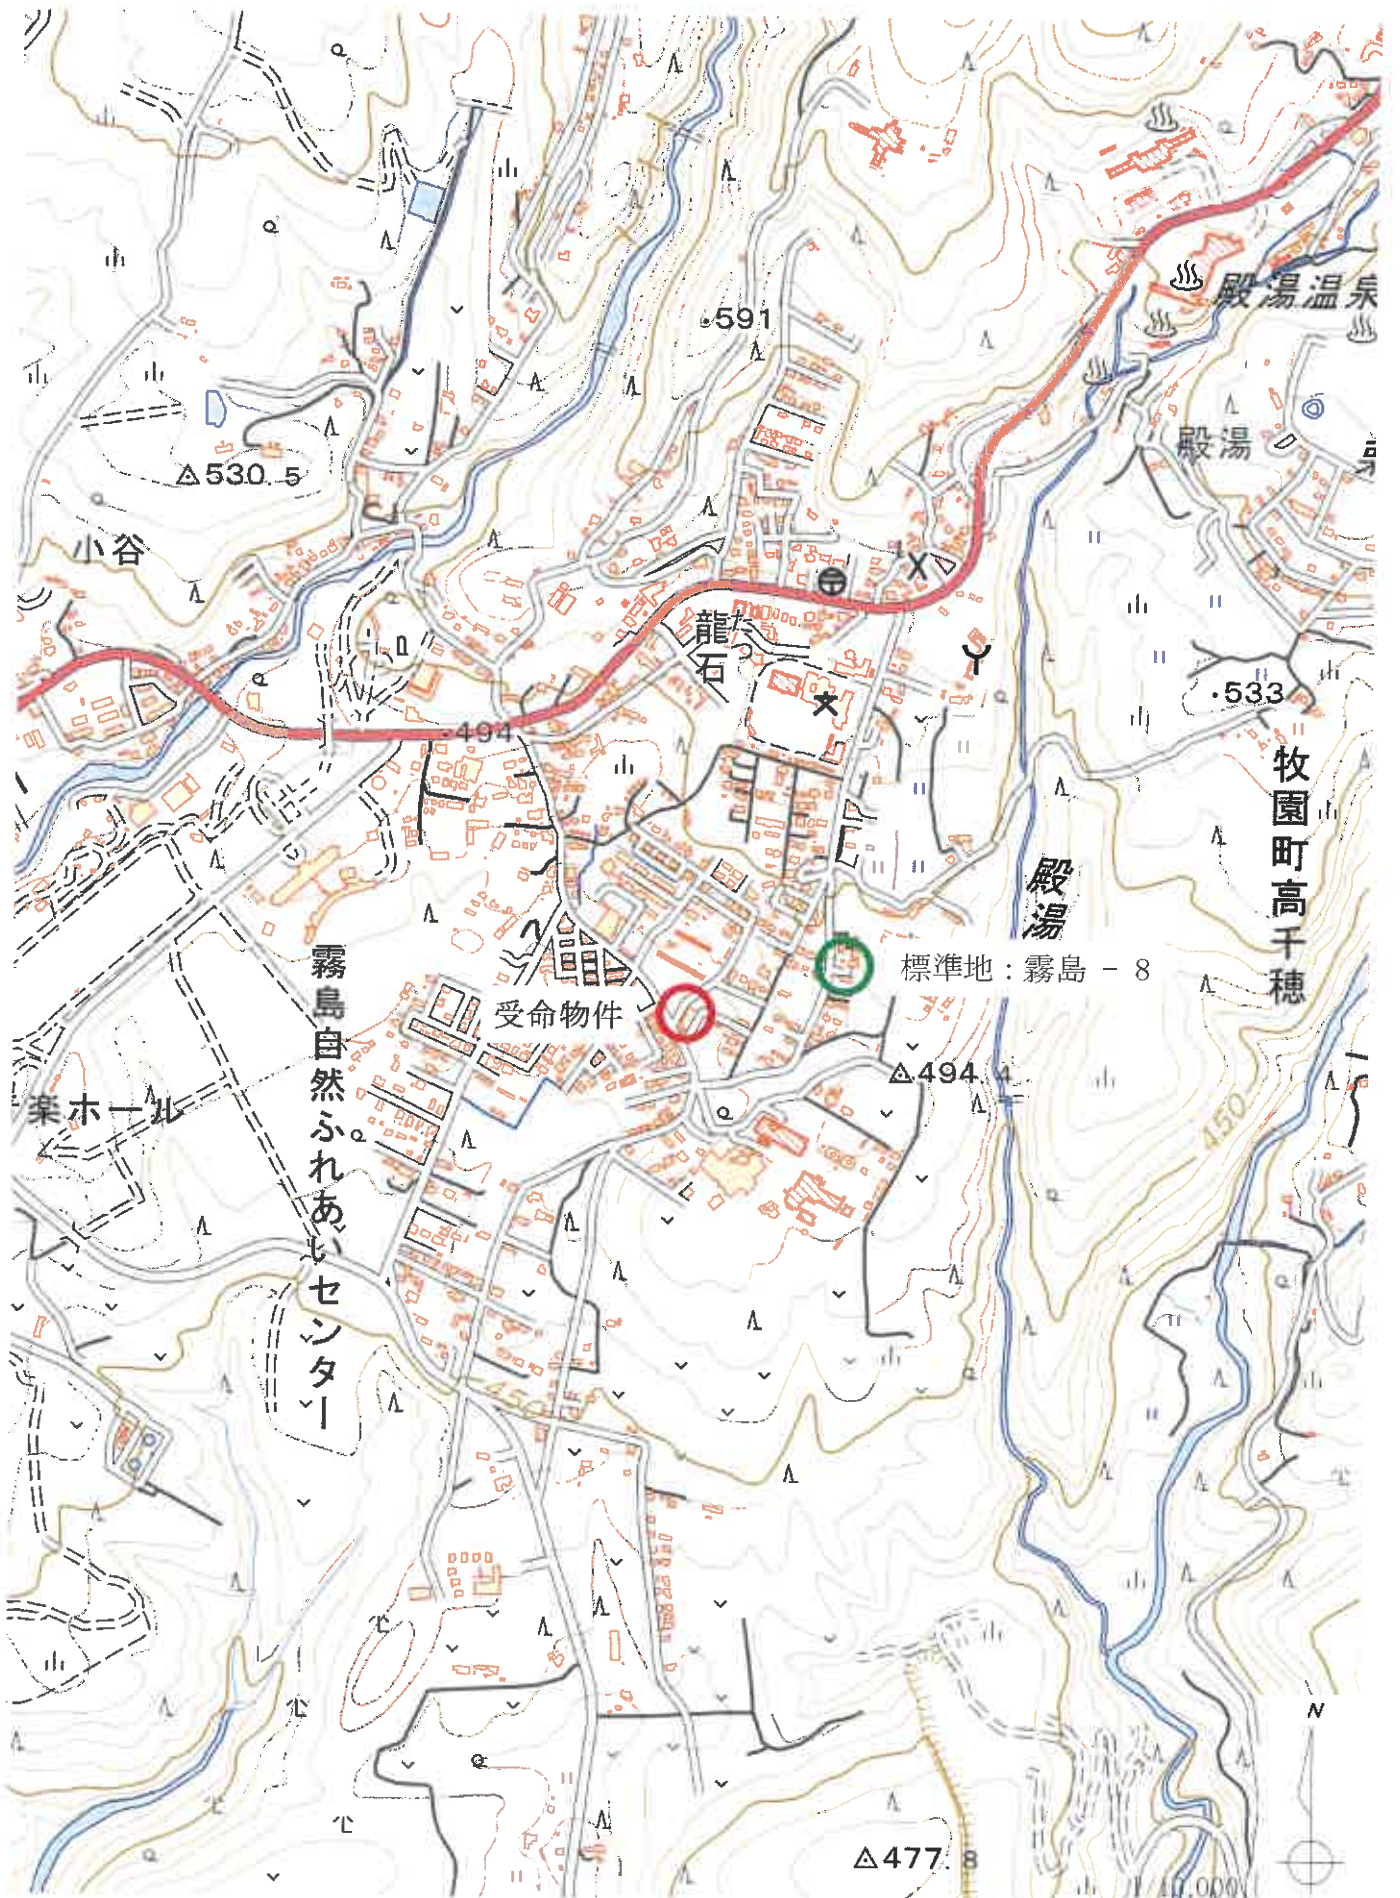 殿湯温泉
591
殿湯
530.5
小谷
龍石
533
494
牧園町高千穂
殿湯
標準地：霧島－8
霧島自然ふれあいセンター
受命物件
494.4
楽ホール
450
45
N
477.8